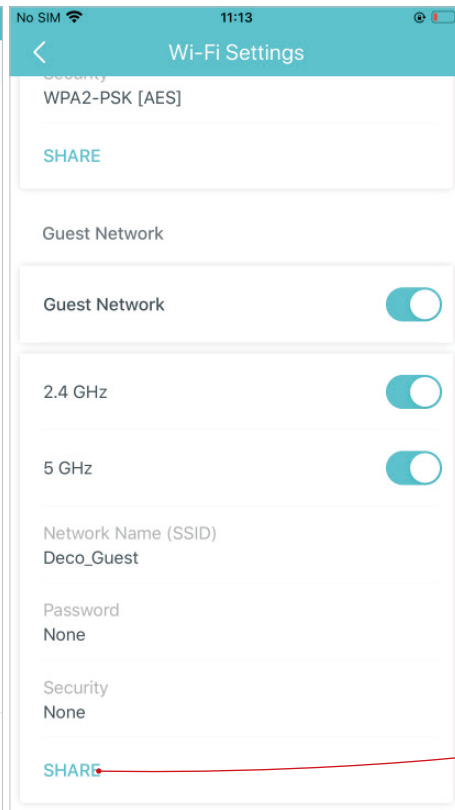 No SIM 11:13
Wi-Fi Settings
Security
WPA2-PSK [AES]
SHARE
Guest Network
Guest Network
2.4 GHz
5 GHz
Network Name (SSID)
Deco_Guest
Password
None
Security
None
SHARE